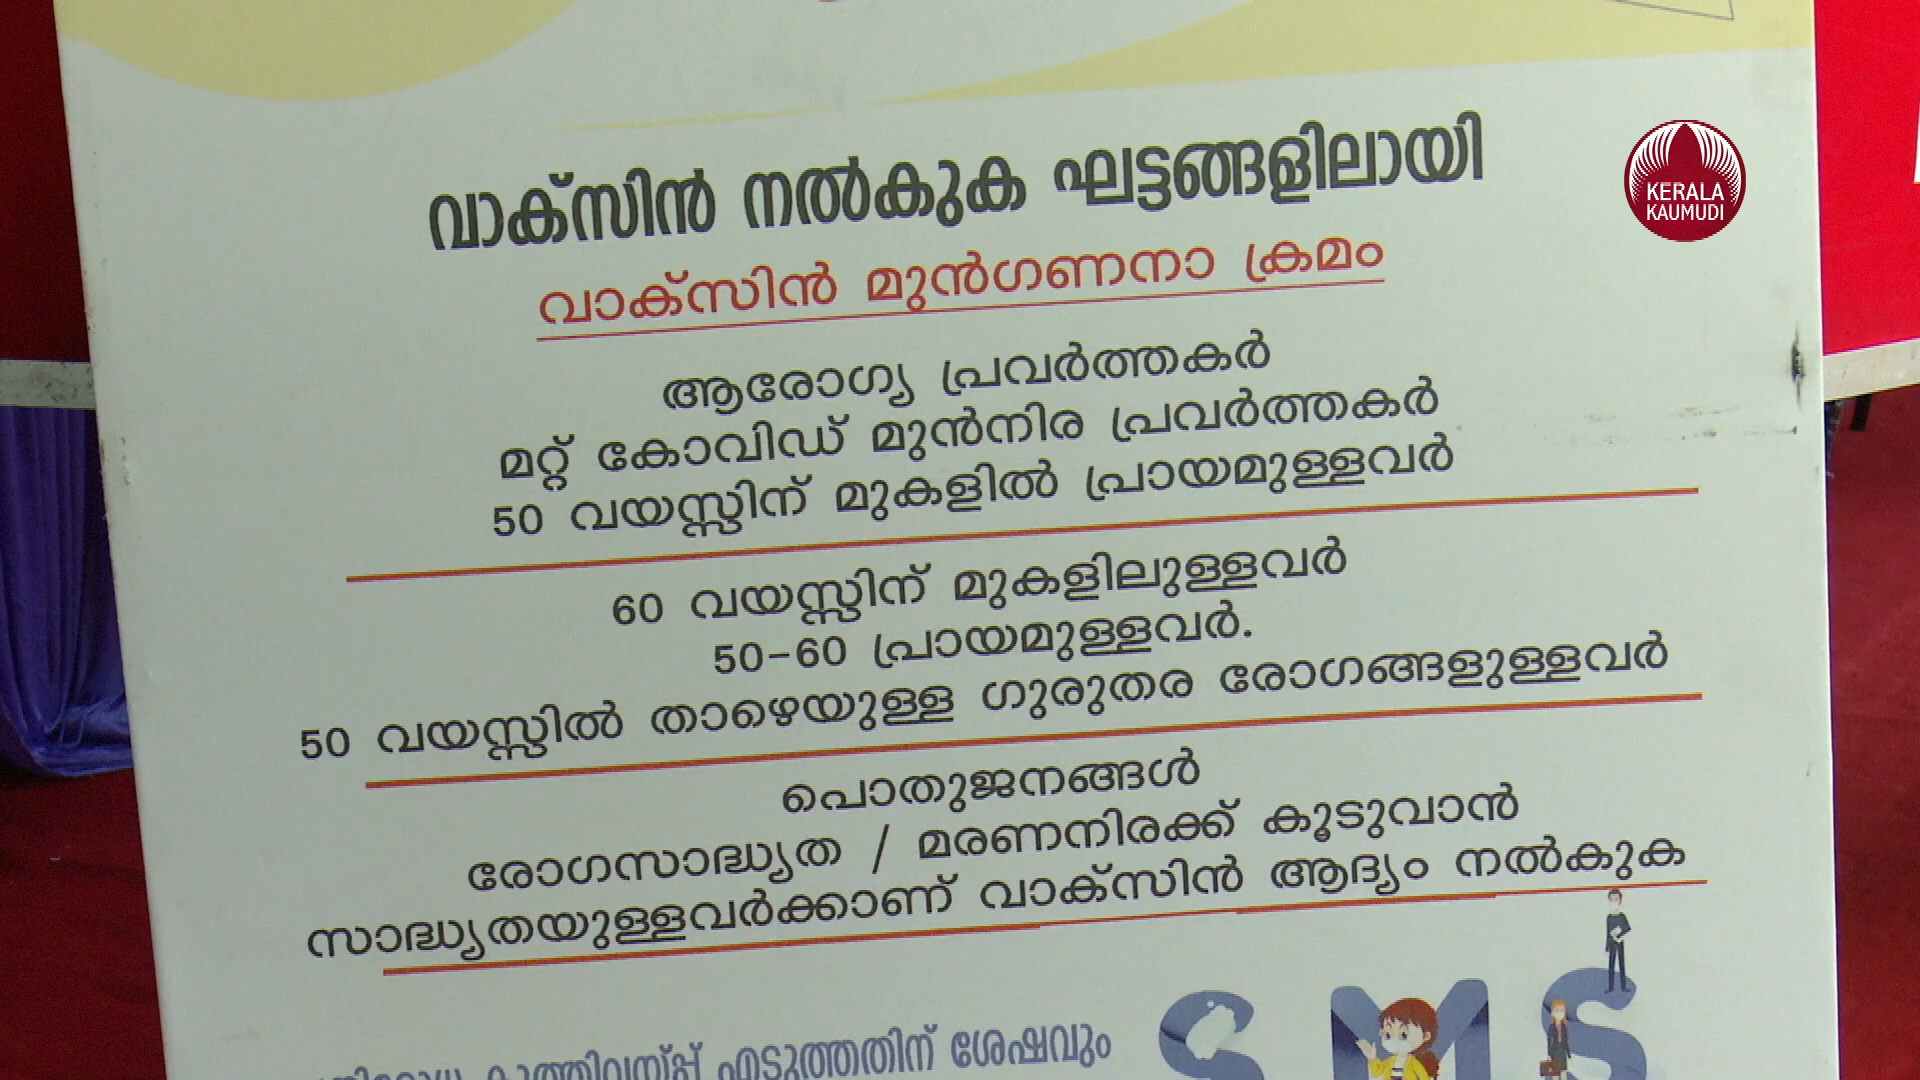 വാക്സിൻ നൽകുക ഘട്ടങ്ങളിലായി
KERALA
KAUMUDI
വാക്സിൻ മുൻഗണനാ ക്രമം
ആരോഗ്യ പ്രവർത്തകർ
മറ്റ് കോവിഡ് മുൻനിര പ്രവർത്തകർ
50 വയസ്സിന് മുകളിൽ പ്രായമുള്ളവർ
60 വയസ്സിന് മുകളിലുള്ളവർ
50-60 പ്രായമുള്ളവർ.
50 വയസ്സിൽ താഴെയുള്ള ഗുരുതര രോഗങ്ങളുള്ളവർ
പൊതുജനങ്ങൾ
രോഗസാദ്ധ്യത / മരണനിരക്ക് കൂടുവാൻ
സാദ്ധ്യതയുള്ളവർക്കാണ് വാക്സിൻ ആദ്യം നൽകുക
കുത്തിവയ്പ്പ് എടുത്തതിന് ശേഷവും
SMS